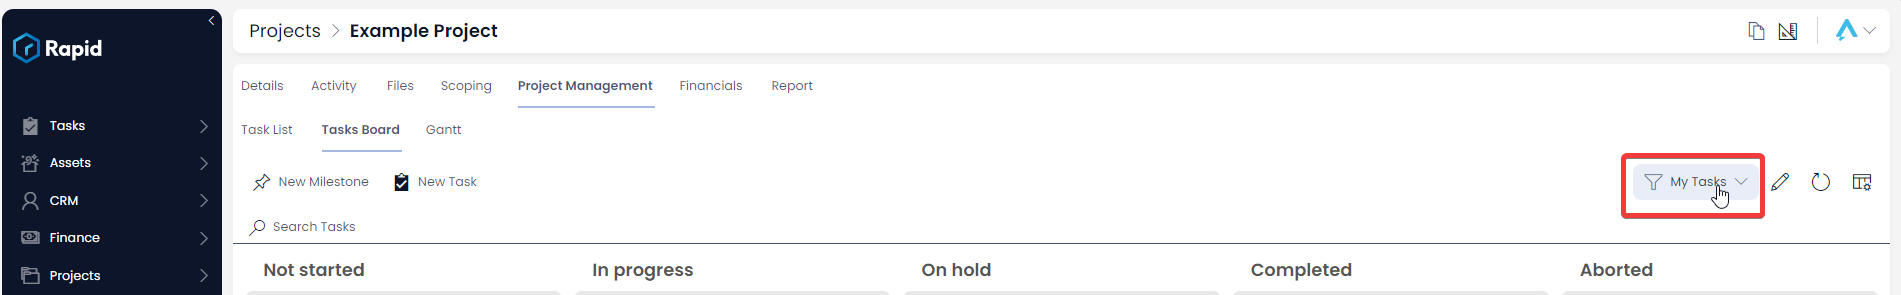 Rapid
Tasks
Assets
CRM
Finance
Projects
Projects > Example Project
Details Activity Files Scoping Project Management Financials Report
Task List Tasks Board Gantt
New Milestone New Task My Tasks
Search Tasks
Not started In progress On hold Completed Aborted